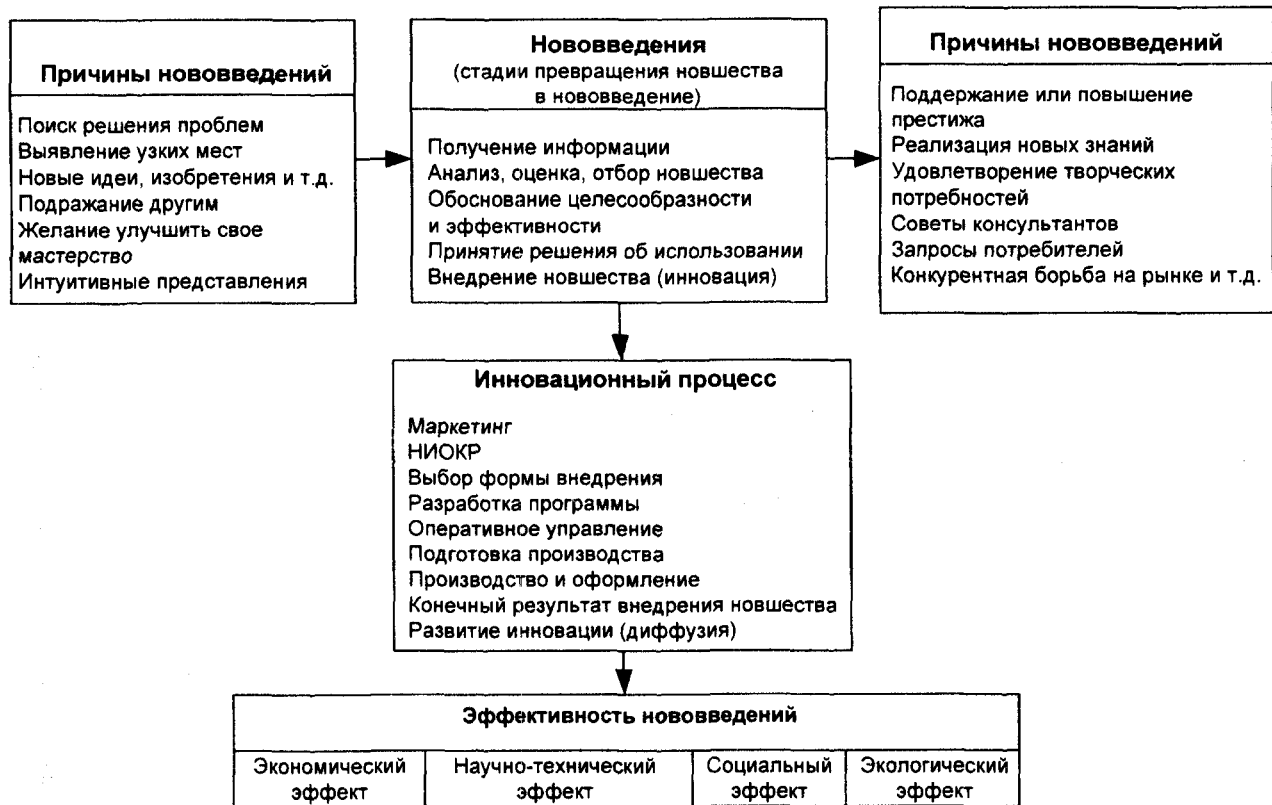 Причины нововведений
Поиск решения проблем
Выявление узких мест
Новые идеи, изобретения и т.д.
Подражание другим
Желание улучшить свое
мастерство
Интуитивные представления
Нововведения
(стадии превращения новшества
в нововведение)
Получение информации
Анализ, оценка, отбор новшества
Обоснование целесообразности
и эффективности
Принятие решения об использовании
Внедрение новшества (инновация)
Причины нововведений
Поддержание или повышение
престижа
Реализация новых знаний
Удовлетворение творческих
потребностей
Советы консультантов
Запросы потребителей
Конкурентная борьба на рынке и т.д.
Инновационный процесс
Маркетинг
НИОКР
Выбор формы внедрения
Разработка программы
Оперативное управление
Подготовка производства
Производство и оформление
Конечный результат внедрения новшества
Развитие инновации (диффузия)
Эффективность нововведений
Экономический
эффект
Научно-технический
эффект
Социальный
эффект
Экологический
эффект